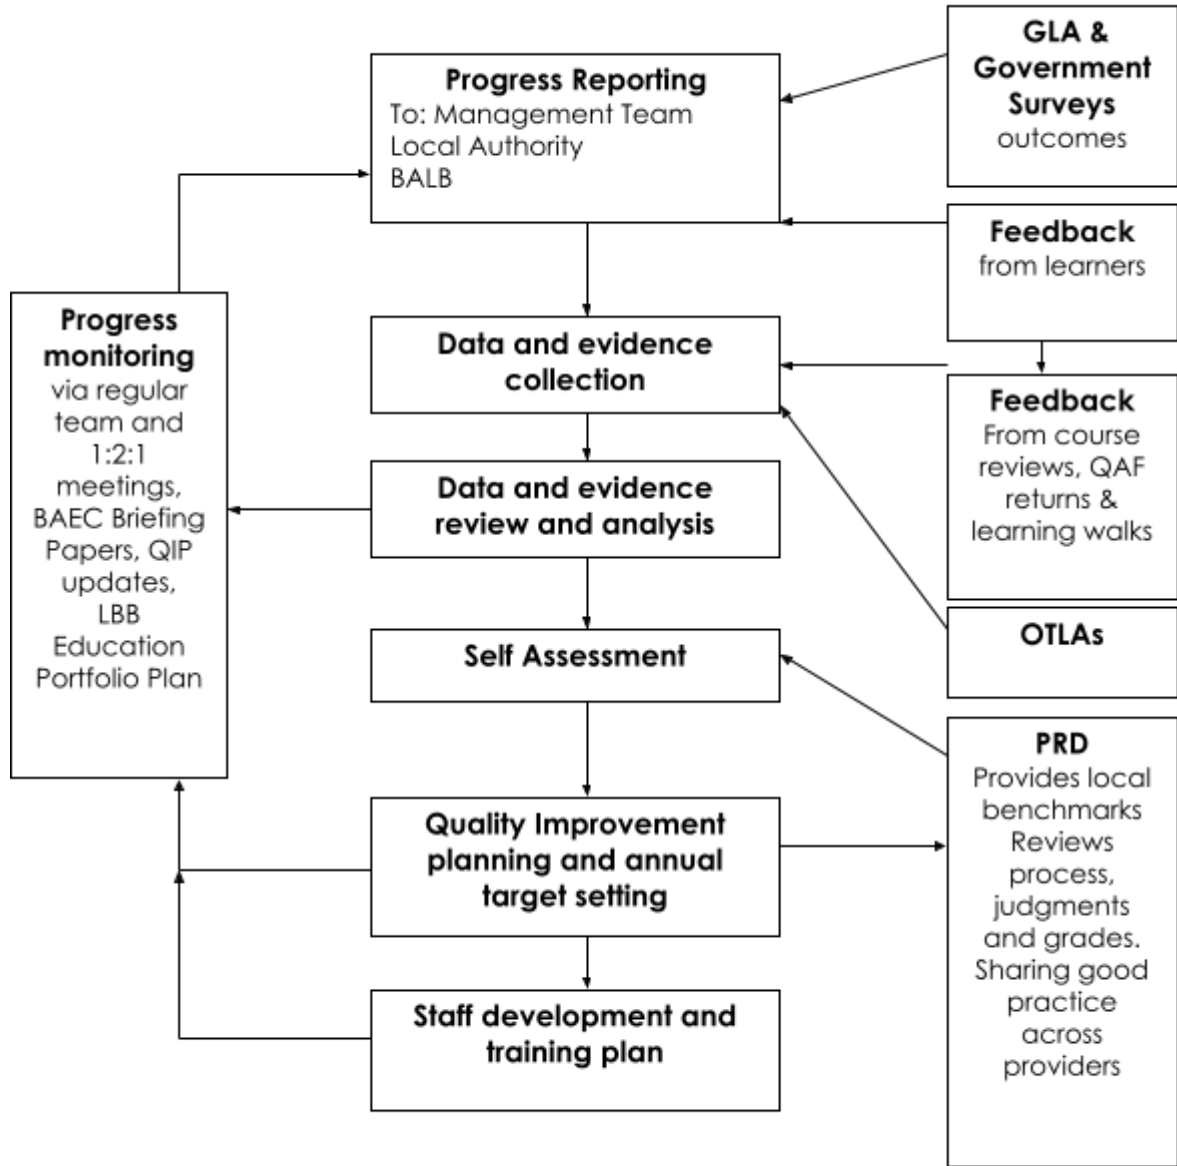 Progress Reporting
To: Management Team
Local Authority
BALB
GLA &
Government
Surveys
outcomes
Feedback
from learners
Progress
monitoring
via regular
team and
1:2:1
meetings,
BAEC Briefing
Papers, QIP
updates,
LBB
Education
Portfolio Plan
Data and evidence
collection
Feedback
From course
reviews, QAF
returns &
learning walks
Data and evidence
review and analysis
OTLAs
Self Assessment
PRD
Provides local
benchmarks
Reviews
process,
judgments
and grades.
Sharing good
practice
across
providers
Quality Improvement
planning and annual
target setting
Staff development and
training plan